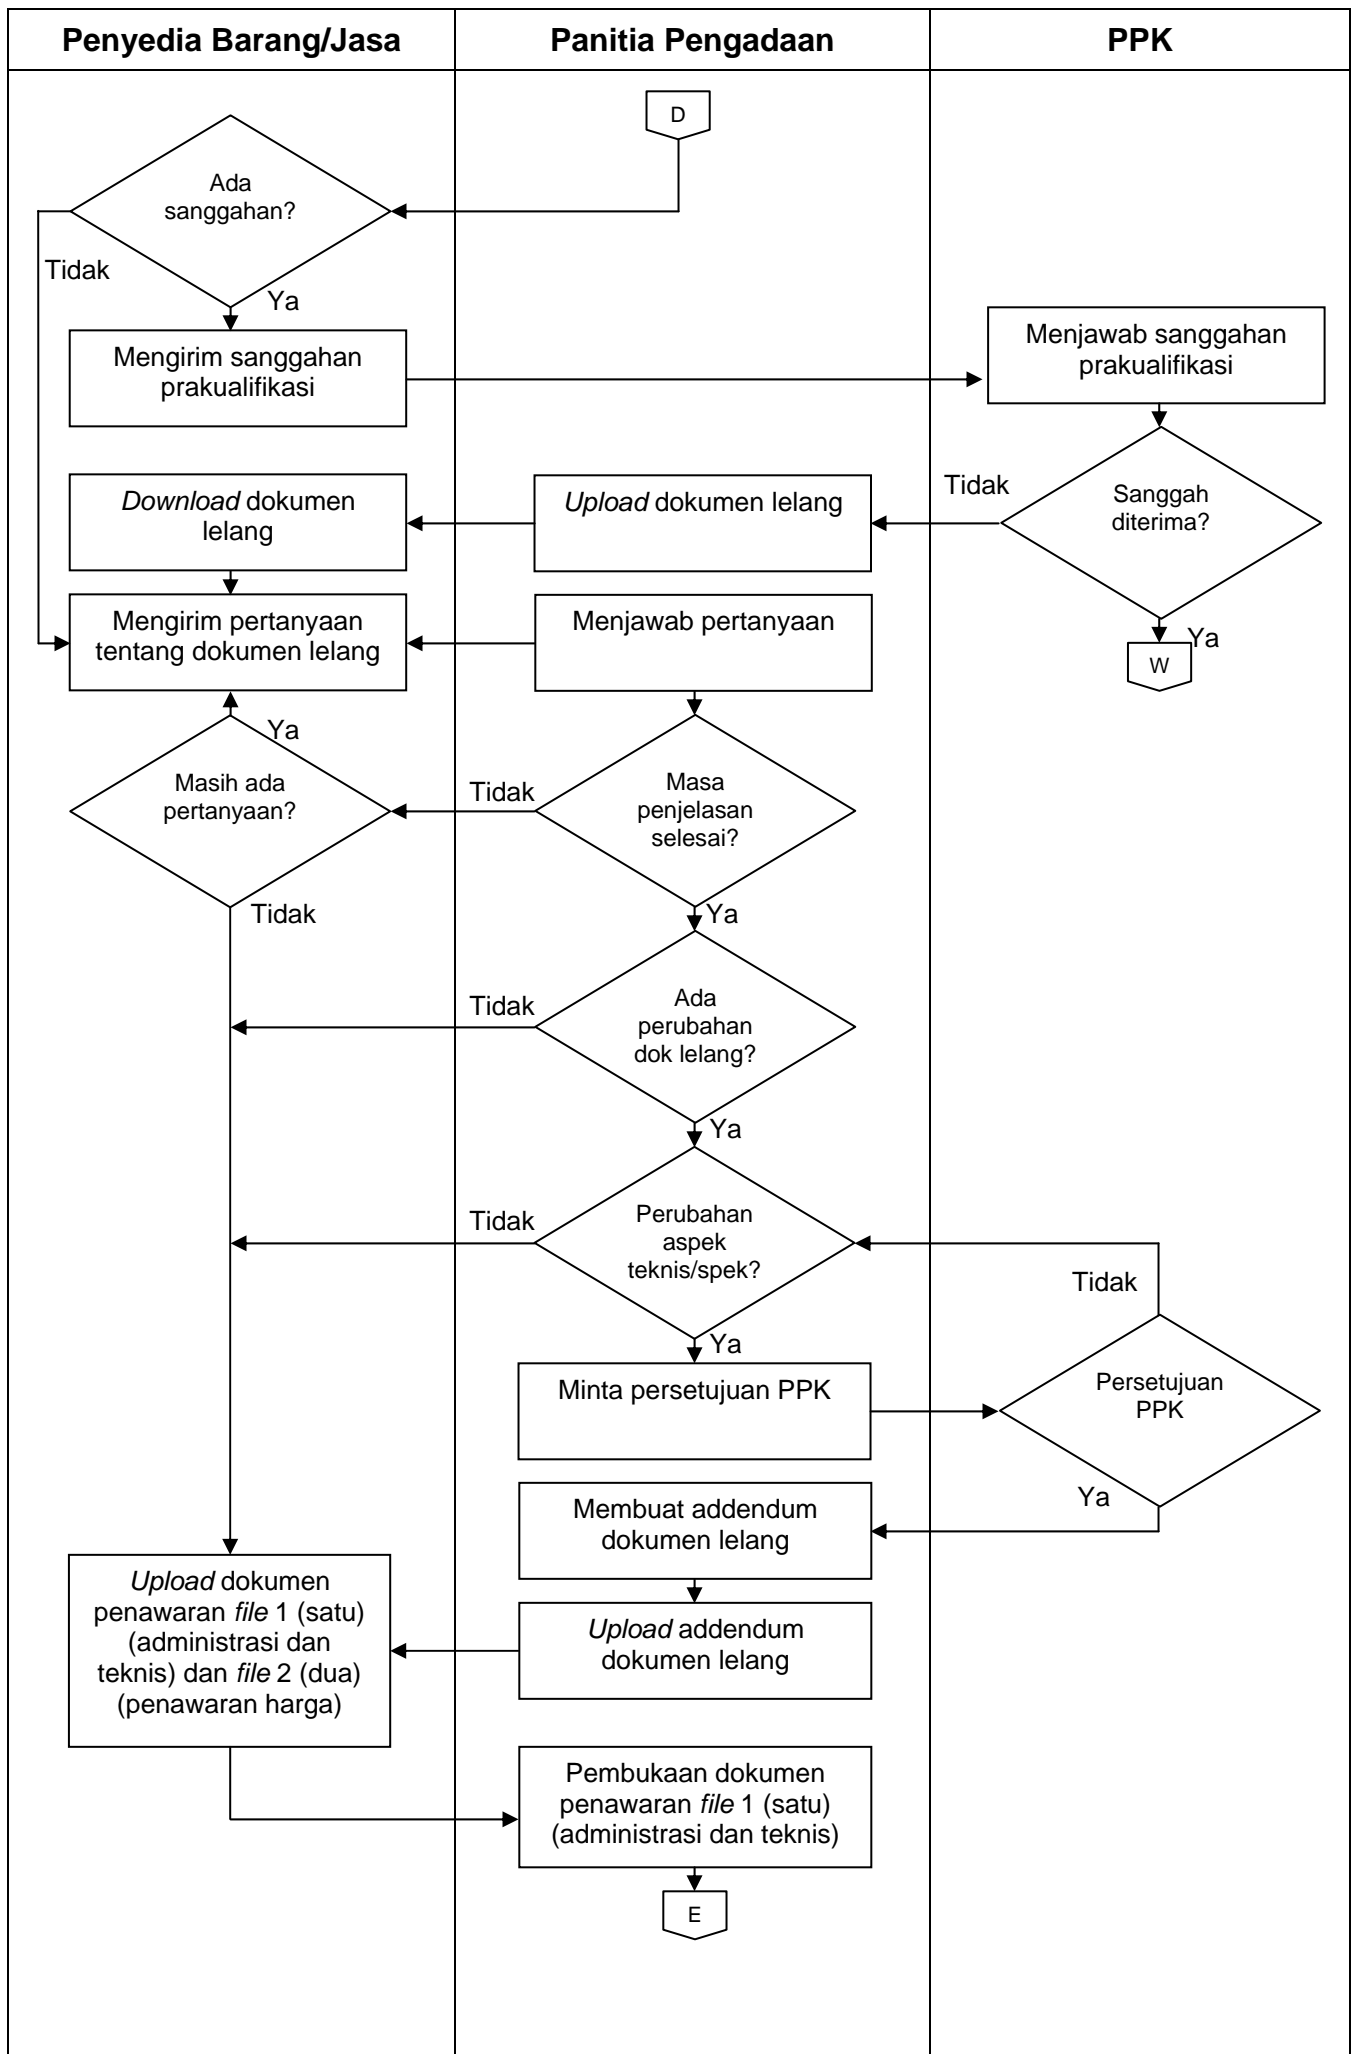 Penyedia Barang/Jasa
Panitia Pengadaan
PPK
D
Ada
sanggahan?
Tidak
Ya
Mengirim sanggahan
prakualifikasi
Menjawab sanggahan
prakualifikasi
Download dokumen
lelang
Upload dokumen lelang
Tidak
Sanggah
diterima?
Mengirim pertanyaan
tentang dokumen lelang
Menjawab pertanyaan
Ya
W
Ya
Masih ada
pertanyaan?
Tidak
Masa
penjelasan
selesai?
Tidak
Ya
Tidak
Ada
perubahan
dok lelang?
Ya
Tidak
Perubahan
aspek
teknis/spek?
Tidak
Ya
Minta persetujuan PPK
Persetujuan
PPK
Ya
Membuat addendum
dokumen lelang
Upload dokumen
penawaran file 1 (satu)
(administrasi dan
teknis) dan file 2 (dua)
(penawaran harga)
Upload addendum
dokumen lelang
Pembukaan dokumen
penawaran file 1 (satu)
(administrasi dan teknis)
E